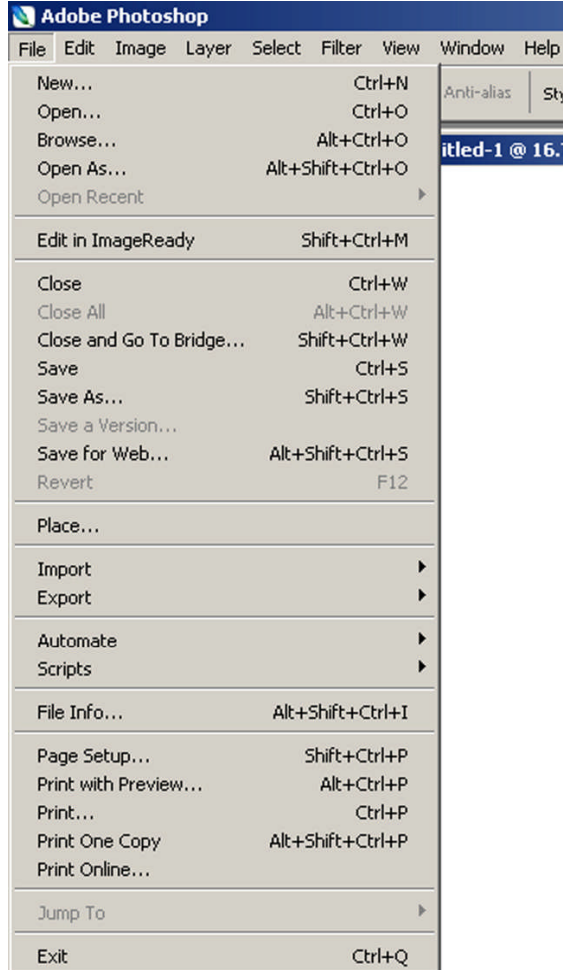 Adobe Photoshop
File Edit Image Layer Select Filter View Window Help
New... Ctrl+N
Anti-alias
Open... Ctrl+O
Browse... Alt+Ctrl+O
itled-1 @ 16.
Open As... Alt+Shift+Ctrl+O
Open Recent
Edit in ImageReady Shift+Ctrl+M
Close Ctrl+W
Close All Alt+Ctrl+W
Close and Go To Bridge... Shift+Ctrl+W
Save Ctrl+S
Save As... Shift+Ctrl+S
Save a Version...
Save for Web... Alt+Shift+Ctrl+S
Revert F12
Place...
Import
Export
Automate
Scripts
File Info... Alt+Shift+Ctrl+I
Page Setup... Shift+Ctrl+P
Print with Preview... Alt+Ctrl+P
Print... Ctrl+P
Print One Copy Alt+Shift+Ctrl+P
Print Online...
Jump To
Exit Ctrl+Q